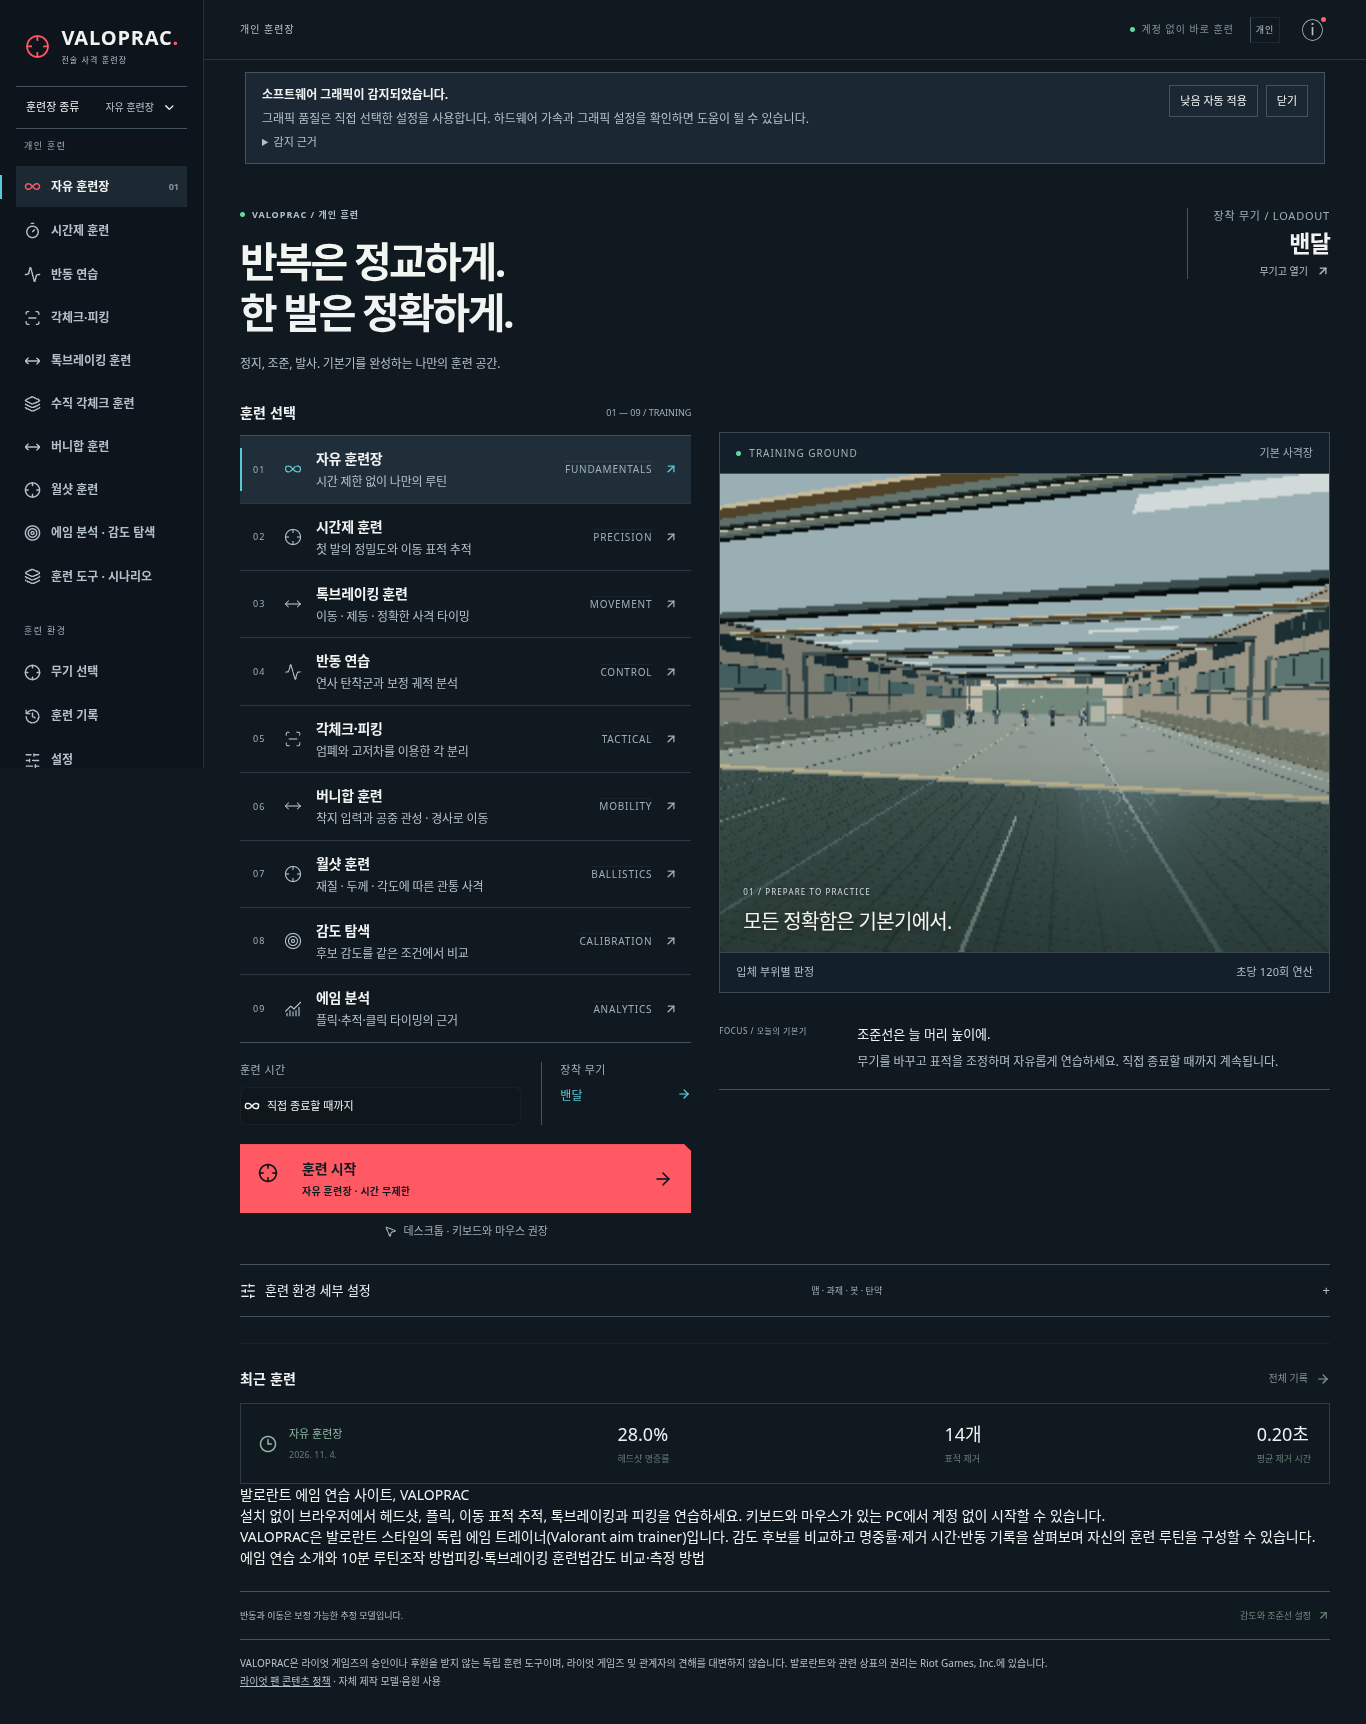 VALOPRAC.
전술 사격 훈련장
훈련장 종류 자유 훈련장
개인 훈련
자유 훈련장 01
시간제 훈련
반동 연습
각체크·피킹
톡브레이킹 훈련
수직 각체크 훈련
버니합 훈련
월샷 훈련
에임 분석 · 감도 탐색
훈련 도구 · 시나리오
훈련 환경
무기 선택
훈련 기록
설정
개인 훈련장
계정 없이 바로 훈련
개인
소프트웨어 그래픽이 감지되었습니다.
그래픽 품질은 직접 선택한 설정을 사용합니다. 하드웨어 가속과 그래픽 설정을 확인하면 도움이 될 수 있습니다.
▶ 감지 근거
낮음 자동 적용
닫기
VALOPRAC / 개인 훈련
반복은 정교하게.
한 발은 정확하게.
정지, 조준, 발사. 기본기를 완성하는 나만의 훈련 공간.
장착 무기 / LOADOUT
밴달
무기고 열기
훈련 선택
01 — 09 / TRAINING
01 자유 훈련장
시간 제한 없이 나만의 루틴
FUNDAMENTALS
02 시간제 훈련
첫 발의 정밀도와 이동 표적 추적
PRECISION
03 톡브레이킹 훈련
이동 · 제동 · 정확한 사격 타이밍
MOVEMENT
04 반동 연습
연사 탄착군과 보정 궤적 분석
CONTROL
05 각체크·피킹
엄폐와 고저차를 이용한 각 분리
TACTICAL
06 버니합 훈련
착지 입력과 공중 관성 · 경사로 이동
MOBILITY
07 월샷 훈련
재질 · 두께 · 각도에 따른 관통 사격
BALLISTICS
08 감도 탐색
후보 감도를 같은 조건에서 비교
CALIBRATION
09 에임 분석
플릭·추적·클릭 타이밍의 근거
ANALYTICS
훈련 시간
직접 종료할 때까지
장착 무기
밴달
훈련 시작
자유 훈련장 · 시간 무제한
데스크톱 · 키보드와 마우스 권장
TRAINING GROUND
기본 사격장
01 / PREPARE TO PRACTICE
모든 정확함은 기본기에서.
입체 부위별 판정
초당 120회 연산
FOCUS / 오늘의 기본기
조준선은 늘 머리 높이에.
무기를 바꾸고 표적을 조정하며 자유롭게 연습하세요. 직접 종료할 때까지 계속됩니다.
훈련 환경 세부 설정
맵 · 과제 · 봇 · 탄약
+
최근 훈련
전체 기록
자유 훈련장
2026. 11. 4.
28.0%
헤드샷 명중률
14개
표적 제거
0.20초
평균 제거 시간
발로란트 에임 연습 사이트, VALOPRAC
설치 없이 브라우저에서 헤드샷, 플릭, 이동 표적 추적, 톡브레이킹과 피킹을 연습하세요. 키보드와 마우스가 있는 PC에서 계정 없이 시작할 수 있습니다.
VALOPRAC은 발로란트 스타일의 독립 에임 트레이너(Valorant aim trainer)입니다. 감도 후보를 비교하고 명중률·제거 시간·반동 기록을 살펴보며 자신의 훈련 루틴을 구성할 수 있습니다.
에임 연습 소개와 10분 루틴조작 방법피킹·톡브레이킹 훈련법감도 비교·측정 방법
반동과 이동은 보정 가능한 추정 모델입니다.
감도와 조준선 설정
VALOPRAC은 라이엇 게임즈의 승인이나 후원을 받지 않는 독립 훈련 도구이며, 라이엇 게임즈 및 관계자의 견해를 대변하지 않습니다. 발로란트와 관련 상표의 권리는 Riot Games, Inc.에 있습니다.
라이엇 팬 콘텐츠 정책 · 자체 제작 모델·음원 사용